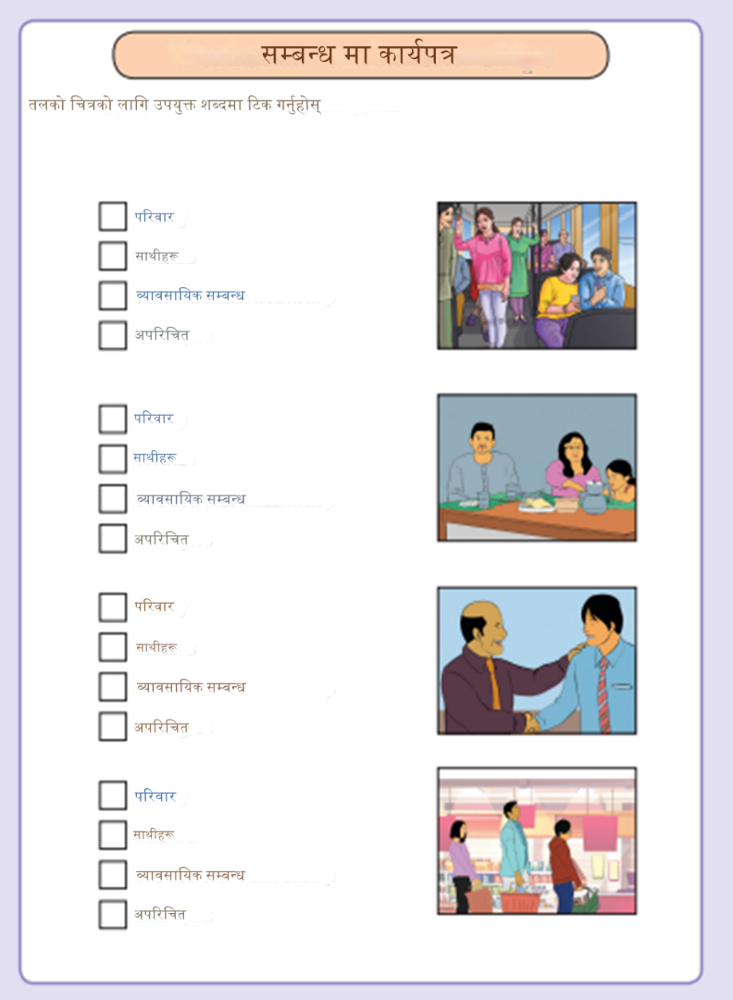 सम्बन्ध मा कार्यपत्र
तलको चित्रको लागि उपयुक्त शब्दमा टिक गर्नुहोस्
परिवार
साथीहरू
व्यावसायिक सम्बन्ध
अपरिचित
परिवार
साथीहरू
व्यावसायिक सम्बन्ध
अपरिचित
परिवार
साथीहरू
व्यावसायिक सम्बन्ध
अपरिचित
परिवार
साथीहरू
व्यावसायिक सम्बन्ध
अपरिचित